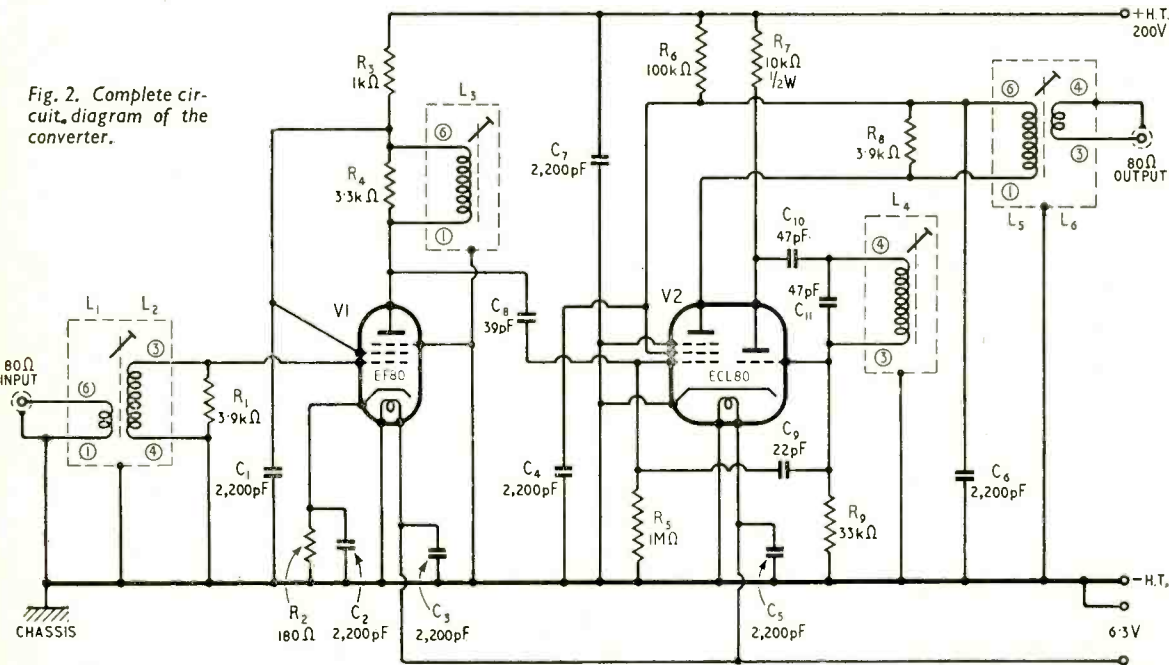 Fig. 2. Complete cir-
cuit. diagram of the
converter.
+H.T.
200V
R3
1kΩ
L3
⑥
R4
3·3kΩ
①
C7
2,200pF
R6
100kΩ
R7
10kΩ
½W
R8
3·9kΩ
⑥
④
①
③
80Ω
OUTPUT
L5
L6
C10
47pF
47pF
C11
L4
④
③
V1
EF80
C8
39pF
V2
ECL80
L1
L2
80Ω
INPUT
③
⑥
①
④
R1
3·9kΩ
C1
2,200pF
C4
2,200pF
C9
22pF
R5
1MΩ
R9
33kΩ
C6
2,200pF
CHASSIS
R2
180Ω
C2
2,200pF
C3
2,200pF
C5
2,200pF
-H.T.
6·3V